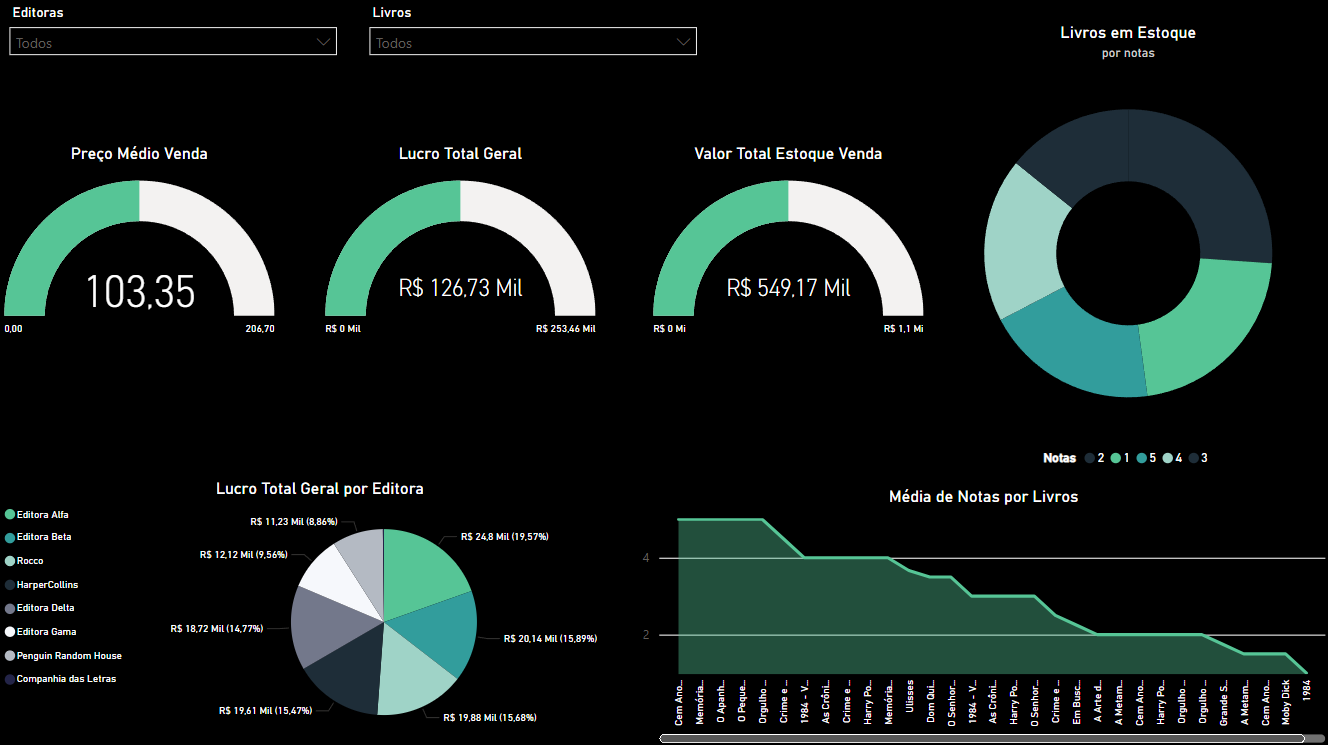 Editoras
Todos
Livros
Todos
Livros em Estoque
por notas
Preço Médio Venda
103,35
0,00
206,70
Lucro Total Geral
R$ 126,73 Mil
R$ 0 Mil
R$ 253,46 Mil
Valor Total Estoque Venda
R$ 549,17 Mil
R$ 0 Mi
R$ 1,1 Mi
Notas 2 1 5 4 3
Lucro Total Geral por Editora
Editora Alfa
Editora Beta
Rocco
HarperCollins
Editora Delta
Editora Gama
Penguin Random House
Companhia das Letras
R$ 11,23 Mil (8,86%)
R$ 24,8 Mil (19,57%)
R$ 12,12 Mil (9,56%)
R$ 18,72 Mil (14,77%)
R$ 20,14 Mil (15,89%)
R$ 19,61 Mil (15,47%)
R$ 19,88 Mil (15,68%)
Média de Notas por Livros
4
2
Cem Ano...
Memória...
O Apanh...
O Peque...
Orgulho ...
Crime e ...
1984 - V...
As Crôni...
Crime e ...
Harry Po...
Memória...
Ulisses
Dom Qui...
O Senhor...
1984 - V...
As Crôni...
Harry Po...
O Senhor...
Crime e ...
Em Busc...
A Arte d...
A Metam...
Cem Ano...
Harry Po...
Orgulho ...
Orgulho ...
Grande S...
A Metam...
Cem Ano...
Moby Dick
1984